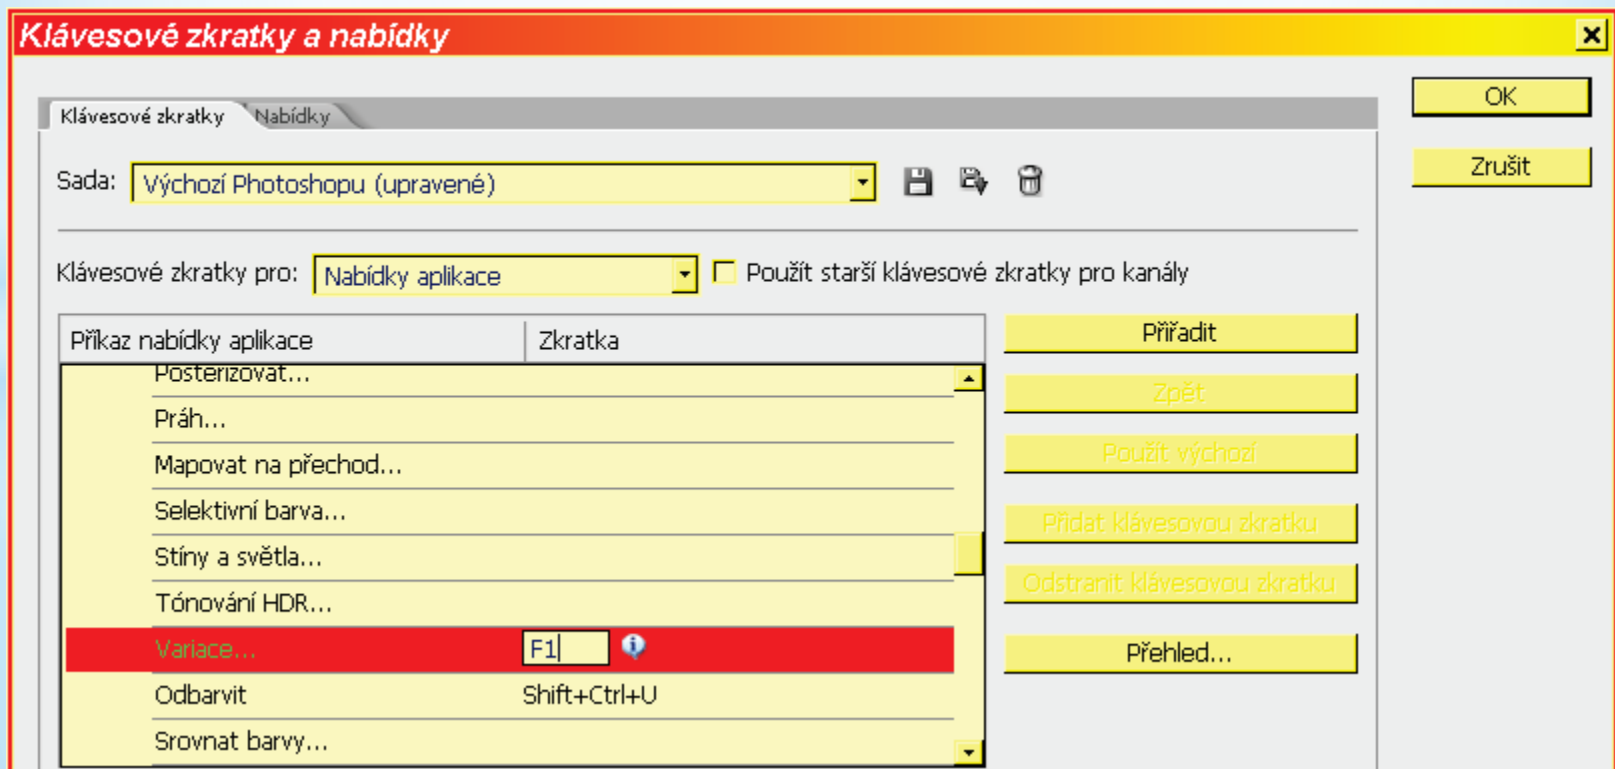 Klávesové zkratky a nabídky
OK
Klávesové zkratky Nabídky
Zrušit
Sada: Výchozí Photoshopu (upravené)
Klávesové zkratky pro: Nabídky aplikace Použít starší klávesové zkratky pro kanály
Příkaz nabídky aplikace Zkratka
Přiřadit
Posterizovat...
Zpět
Práh...
Mapovat na přechod...
Použít výchozí
Selektivní barva...
Přidat klávesovou zkratku
Stíny a světla...
Odstranit klávesovou zkratku
Tónování HDR...
Variace... F1
Přehled...
Odbarvit Shift+Ctrl+U
Srovnat barvy...